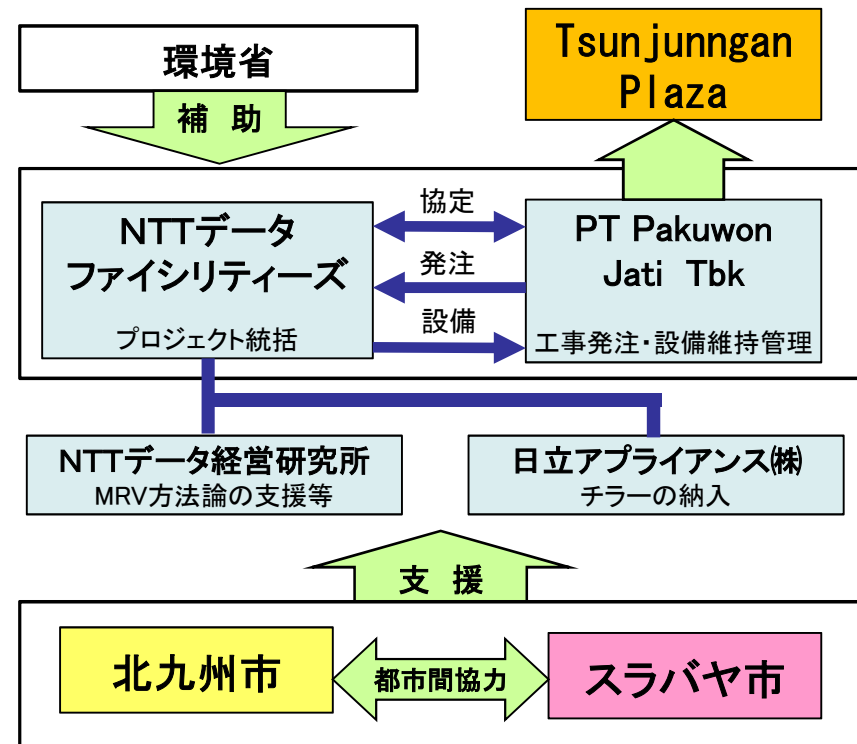 環境省
Tsunjunngan
Plaza
補 助
NTTデータ
ファイシリティーズ
プロジェクト統括
協定
発注
設備
PT Pakuwon
Jati Tbk
工事発注・設備維持管理
NTTデータ経営研究所
MRV方法論の支援等
日立アプライアンス㈱
チラーの納入
支 援
北九州市
都市間協力
スラバヤ市